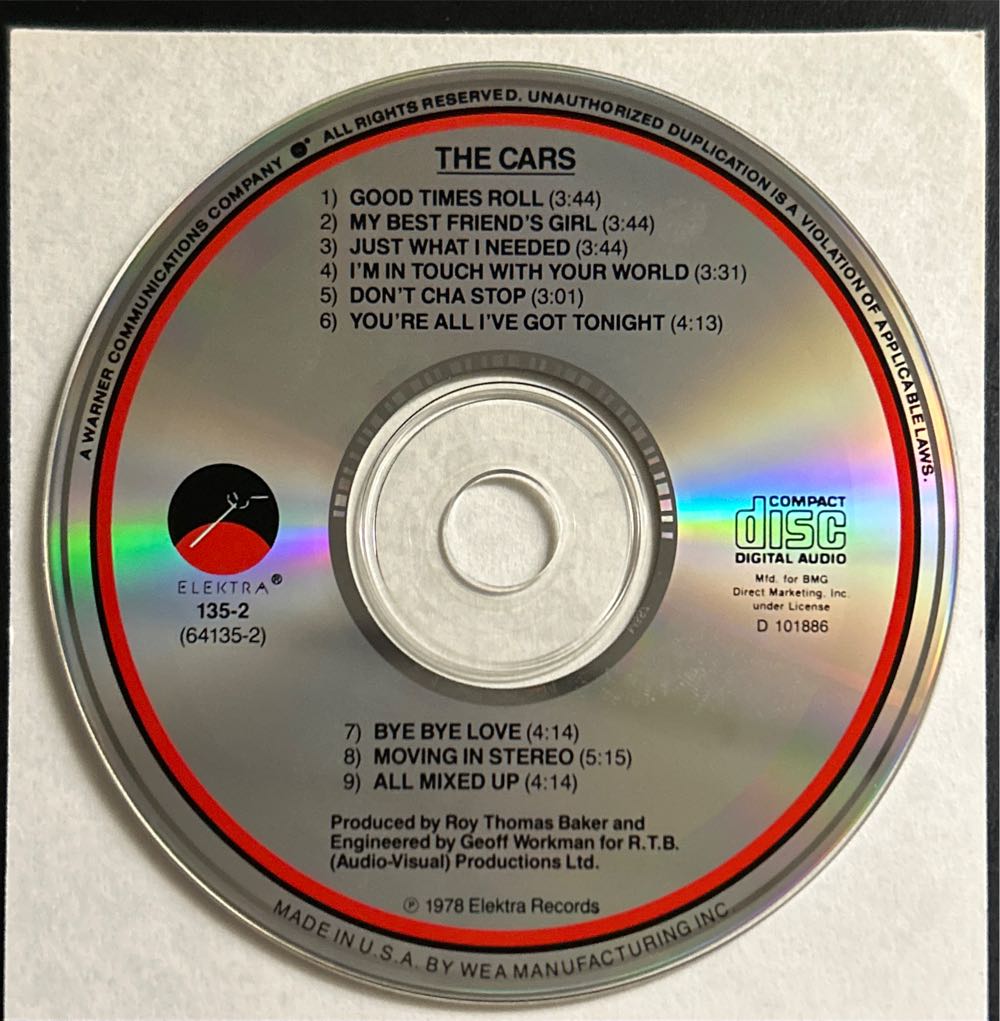 A WARNER COMMUNICATIONS COMPANY ALL RIGHTS RESERVED. UNAUTHORIZED DUPLICATION IS A VIOLATION OF APPLICABLE LAWS.
THE CARS
1) GOOD TIMES ROLL (3:44)
2) MY BEST FRIEND'S GIRL (3:44)
3) JUST WHAT I NEEDED (3:44)
4) I'M IN TOUCH WITH YOUR WORLD (3:31)
5) DON'T CHA STOP (3:01)
6) YOU'RE ALL I'VE GOT TONIGHT (4:13)
ELEKTRA®
135-2
(64135-2)
COMPACT
disc
DIGITAL AUDIO
Mfd. for BMG
Direct Marketing. Inc.
under License
D 101886
7) BYE BYE LOVE (4:14)
8) MOVING IN STEREO (5:15)
9) ALL MIXED UP (4:14)
Produced by Roy Thomas Baker and
Engineered by Geoff Workman for R.T.B.
(Audio-Visual) Productions Ltd.
℗ 1978 Elektra Records
MADE IN U.S.A. BY WEA MANUFACTURING INC.